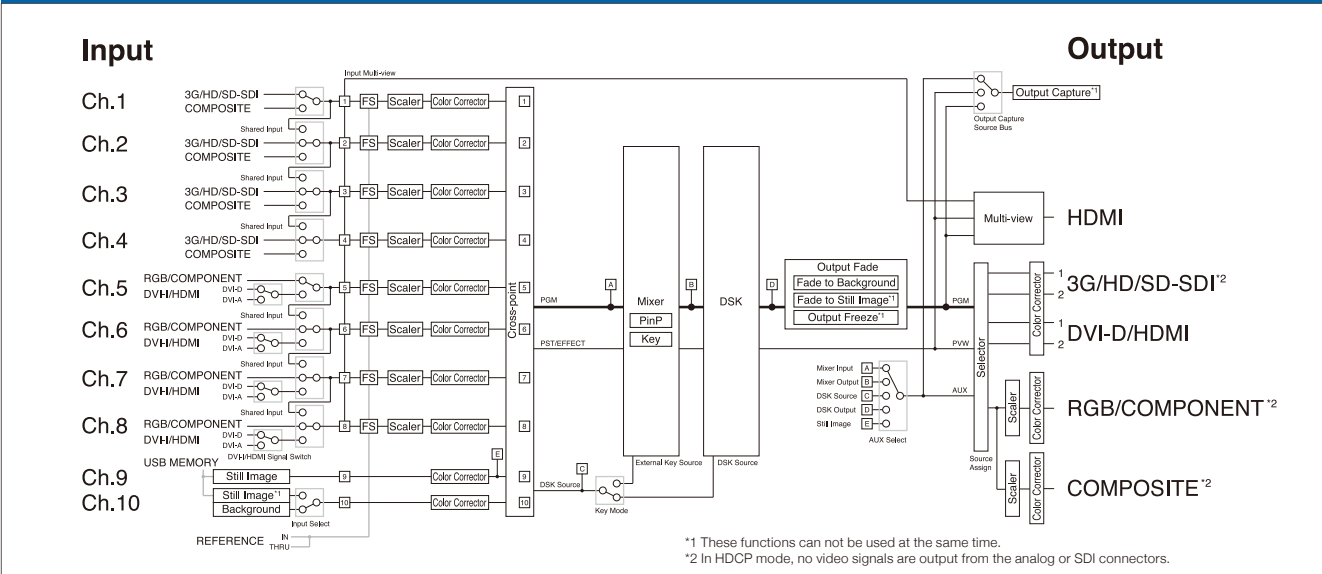 Input
Output
Input Multi-view
Ch.1
3G/HD/SD-SDI
COMPOSITE
1
FS
Scaler
Color Corrector
1
Shared Input
Ch.2
3G/HD/SD-SDI
COMPOSITE
2
FS
Scaler
Color Corrector
2
Shared Input
Ch.3
3G/HD/SD-SDI
COMPOSITE
3
FS
Scaler
Color Corrector
3
Shared Input
Ch.4
3G/HD/SD-SDI
COMPOSITE
4
FS
Scaler
Color Corrector
4
Ch.5
RGB/COMPONENT
DVI-I/HDMI
DVI-D
DVI-A
5
FS
Scaler
Color Corrector
5
Shared Input
Ch.6
RGB/COMPONENT
DVI-I/HDMI
DVI-D
DVI-A
6
FS
Scaler
Color Corrector
6
Shared Input
Ch.7
RGB/COMPONENT
DVI-I/HDMI
DVI-D
DVI-A
7
FS
Scaler
Color Corrector
7
Shared Input
Ch.8
RGB/COMPONENT
DVI-I/HDMI
DVI-D
DVI-A
8
FS
Scaler
Color Corrector
8
DVI-I/HDMI Signal Switch
USB MEMORY
Ch.9
Still Image
9
Color Corrector
E
9
Ch.10
Still Image*1
Background
Input Select
10
Color Corrector
10
REFERENCE
IN
THRU
Cross-point
PGM
PST/EFFECT
DSK Source
C
Key Mode
A
Mixer
PinP
Key
External Key Source
B
DSK
DSK Source
D
Output Fade
Fade to Background
Fade to Still Image*1
Output Freeze*1
Mixer Input A
Mixer Output B
DSK Source C
DSK Output D
Still Image E
AUX Select
PGM
PVW
AUX
Selector
Source
Assign
Output Capture*1
Output Capture
Source Bus
Multi-view
HDMI
1
2
3G/HD/SD-SDI*2
Color Corrector
1
2
DVI-D/HDMI
Scaler
Color Corrector
RGB/COMPONENT*2
Scaler
Color Corrector
COMPOSITE*2
*1 These functions can not be used at the same time.
*2 In HDCP mode, no video signals are output from the analog or SDI connectors.